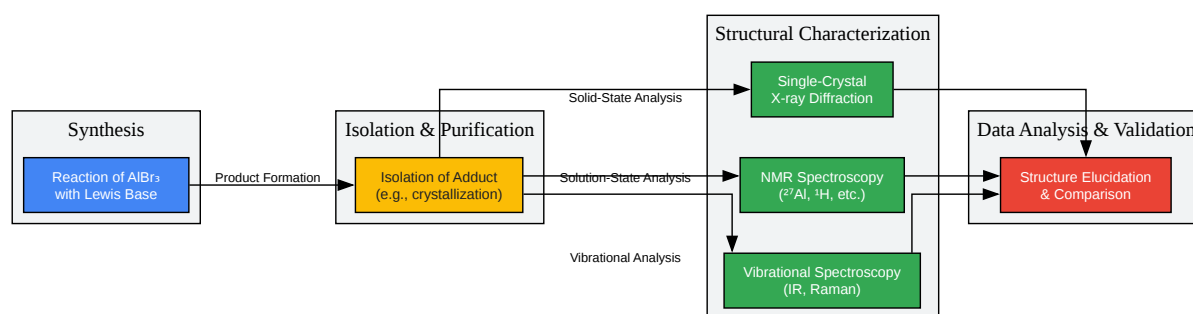 Synthesis
Reaction of AlBr₃
with Lewis Base
Product Formation
Isolation & Purification
Isolation of Adduct
(e.g., crystallization)
Solid-State Analysis
Solution-State Analysis
Vibrational Analysis
Structural Characterization
Single-Crystal
X-ray Diffraction
NMR Spectroscopy
(²⁷Al, ¹H, etc.)
Vibrational Spectroscopy
(IR, Raman)
Data Analysis & Validation
Structure Elucidation
& Comparison